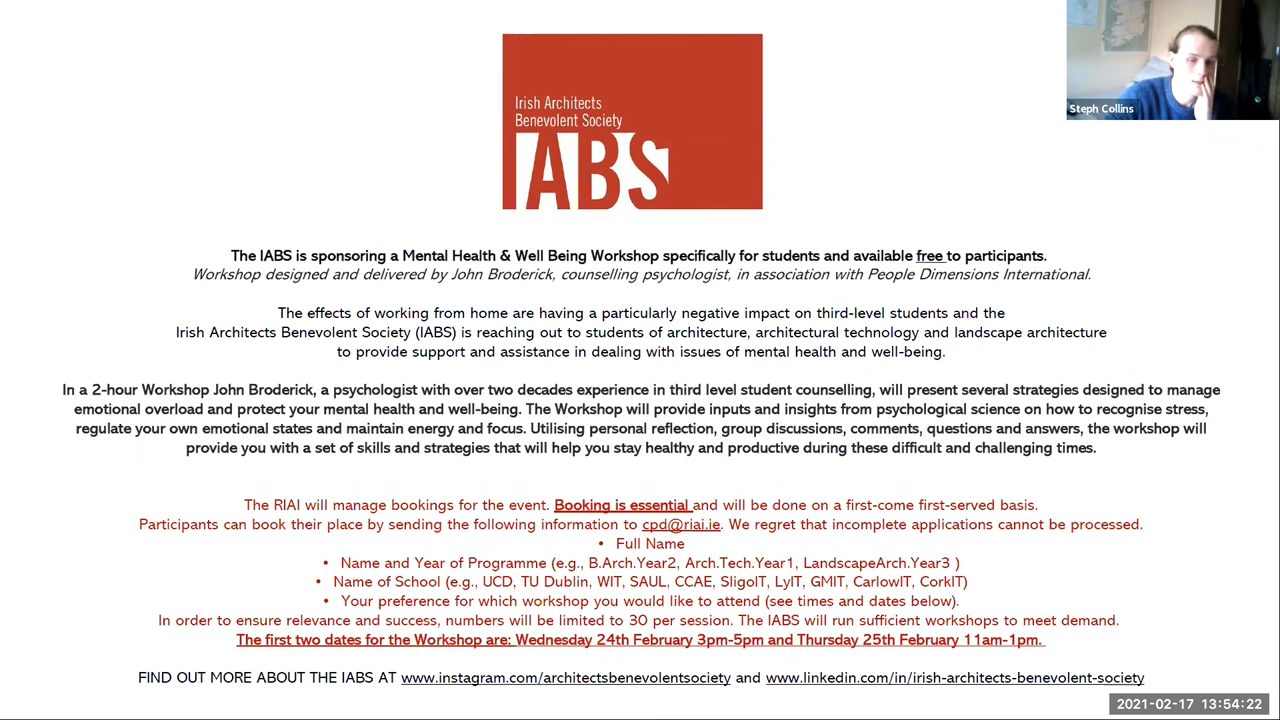 Steph Collins
Irish Architects
Benevolent Society
IABS
The IABS is sponsoring a Mental Health & Well Being Workshop specifically for students and available free to participants.
Workshop designed and delivered by John Broderick, counselling psychologist, in association with People Dimensions International.
The effects of working from home are having a particularly negative impact on third-level students and the
Irish Architects Benevolent Society (IABS) is reaching out to students of architecture, architectural technology and landscape architecture
to provide support and assistance in dealing with issues of mental health and well-being.
In a 2-hour Workshop John Broderick, a psychologist with over two decades experience in third level student counselling, will present several strategies designed to manage
emotional overload and protect your mental health and well-being. The Workshop will provide inputs and insights from psychological science on how to recognise stress,
regulate your own emotional states and maintain energy and focus. Utilising personal reflection, group discussions, comments, questions and answers, the workshop will
provide you with a set of skills and strategies that will help you stay healthy and productive during these difficult and challenging times.
The RIAI will manage bookings for the event. Booking is essential and will be done on a first-come first-served basis.
Participants can book their place by sending the following information to cpd@riai.ie. We regret that incomplete applications cannot be processed.
• Full Name
• Name and Year of Programme (e.g., B.Arch.Year2, Arch.Tech.Year1, LandscapeArch.Year3 )
• Name of School (e.g., UCD, TU Dublin, WIT, SAUL, CCAE, SligoIT, LyIT, GMIT, CarlowIT, CorkIT)
• Your preference for which workshop you would like to attend (see times and dates below).
In order to ensure relevance and success, numbers will be limited to 30 per session. The IABS will run sufficient workshops to meet demand.
The first two dates for the Workshop are: Wednesday 24th February 3pm-5pm and Thursday 25th February 11am-1pm.
FIND OUT MORE ABOUT THE IABS AT www.instagram.com/architectsbenevolentsociety and www.linkedin.com/in/irish-architects-benevolent-society
2021-02-17 13:54:22